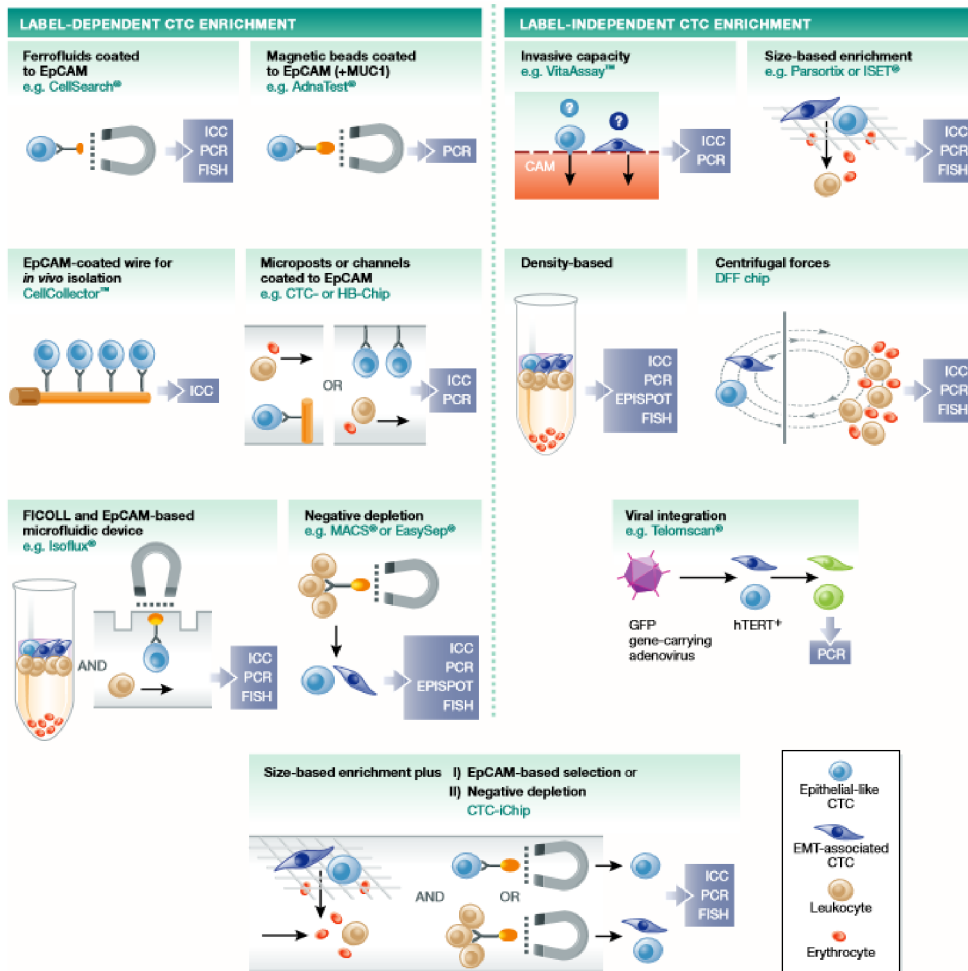 LABEL-DEPENDENT CTC ENRICHMENT
Ferrofluids coated
to EpCAM
e.g. CellSearch®
ICC
PCR
FISH
Magnetic beads coated
to EpCAM (+MUC1)
e.g. AdnaTest®
PCR
EpCAM-coated wire for
in vivo isolation
CellCollector™
ICC
Microposts or channels
coated to EpCAM
e.g. CTC- or HB-Chip
OR
ICC
PCR
FICOLL and EpCAM-based
microfluidic device
e.g. Isoflux®
AND
ICC
PCR
FISH
Negative depletion
e.g. MACS® or EasySep®
ICC
PCR
EPISPOT
FISH
LABEL-INDEPENDENT CTC ENRICHMENT
Invasive capacity
e.g. VitaAssay™
?
?
CAM
ICC
PCR
Size-based enrichment
e.g. Parsortix or ISET®
ICC
PCR
FISH
Density-based
ICC
PCR
EPISPOT
FISH
Centrifugal forces
DFF chip
ICC
PCR
FISH
Viral integration
e.g. Telomscan®
GFP
gene-carrying
adenovirus
hTERT+
PCR
Size-based enrichment plus I) EpCAM-based selection or
II) Negative depletion
CTC-iChip
AND
OR
ICC
PCR
FISH
Epithelial-like
CTC
EMT-associated
CTC
Leukocyte
Erythrocyte